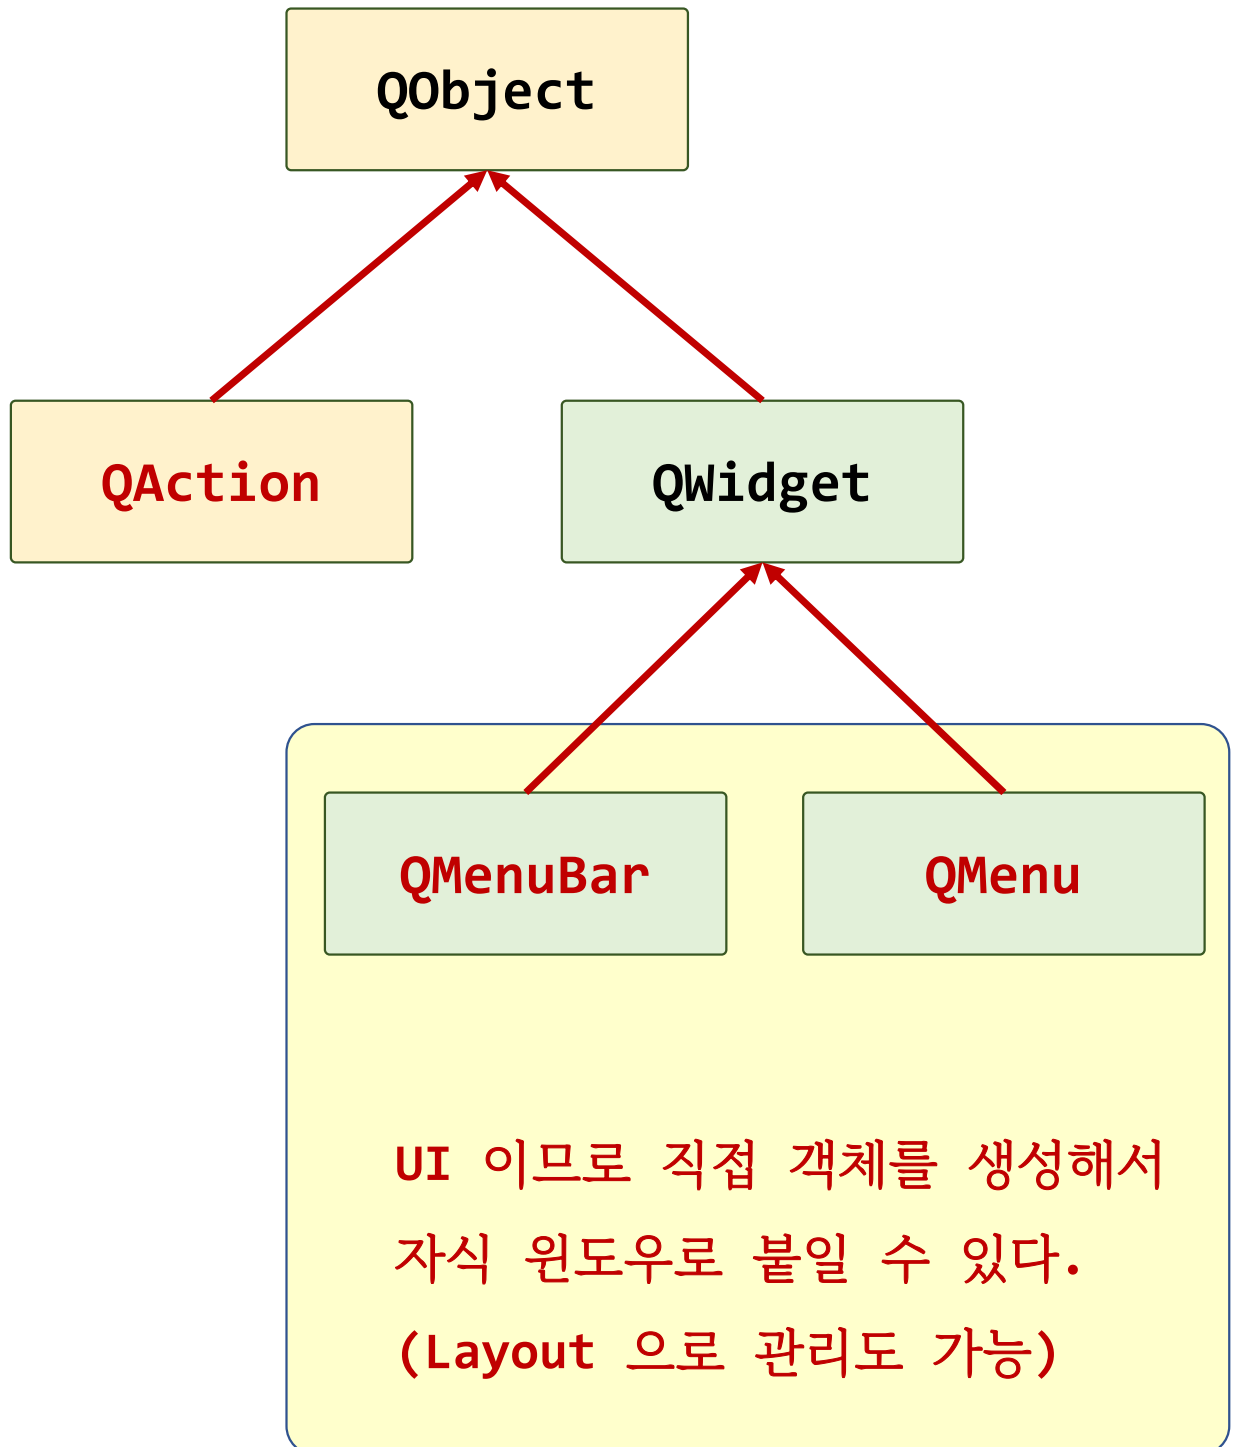 QObject
QAction
QWidget
QMenuBar
QMenu
UI 이므로 직접 객체를 생성해서
자식 윈도우로 붙일 수 있다.
(Layout 으로 관리도 가능)